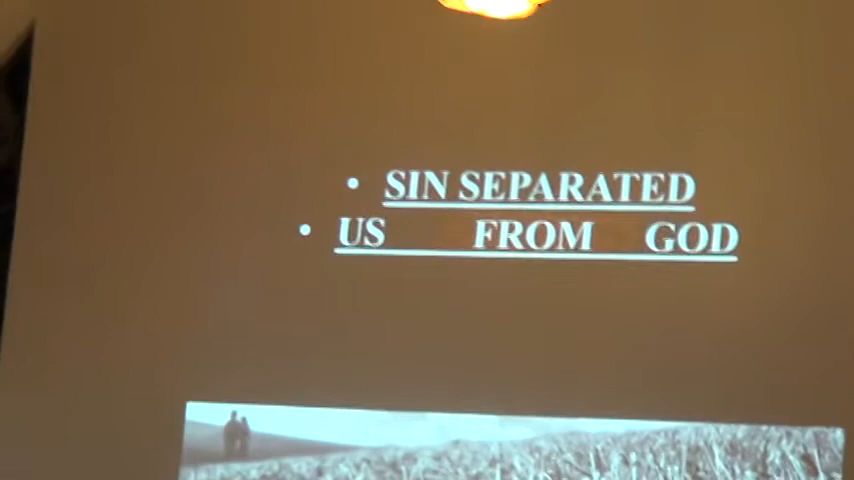 • SIN SEPARATED
• US FROM GOD